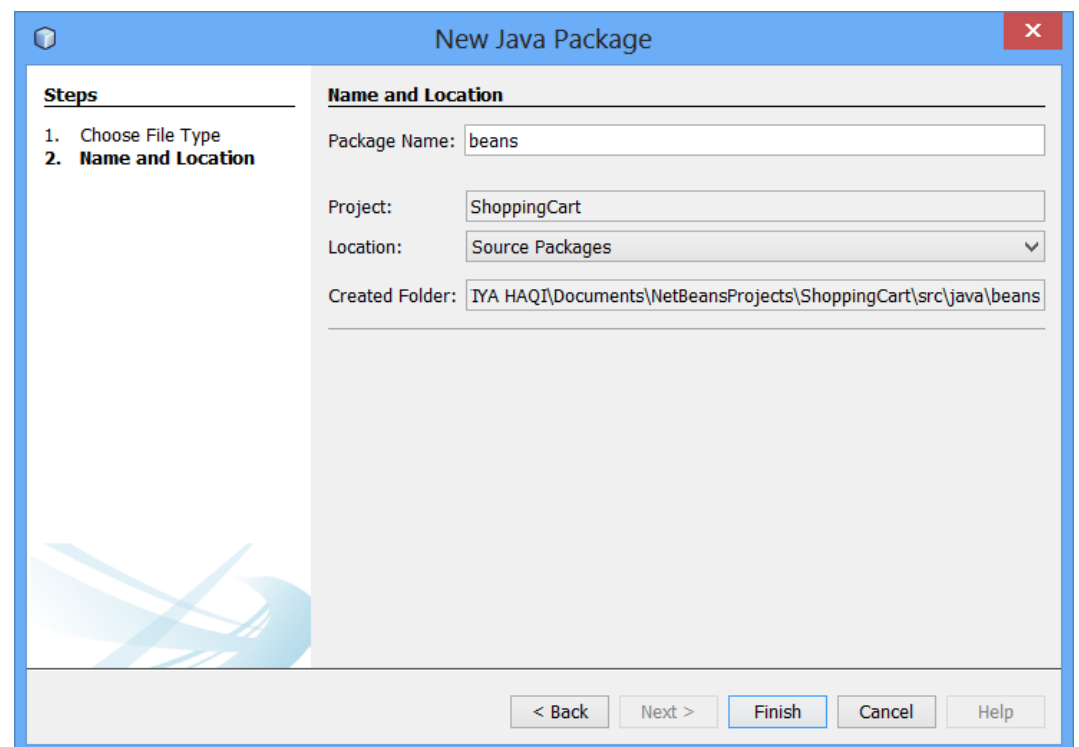 New Java Package
Steps
1. Choose File Type
2. Name and Location
Name and Location
Package Name: beans
Project: ShoppingCart
Location: Source Packages
Created Folder: IYA HAQI\Documents\NetBeansProjects\ShoppingCart\src\java\beans
< Back Next > Finish Cancel Help